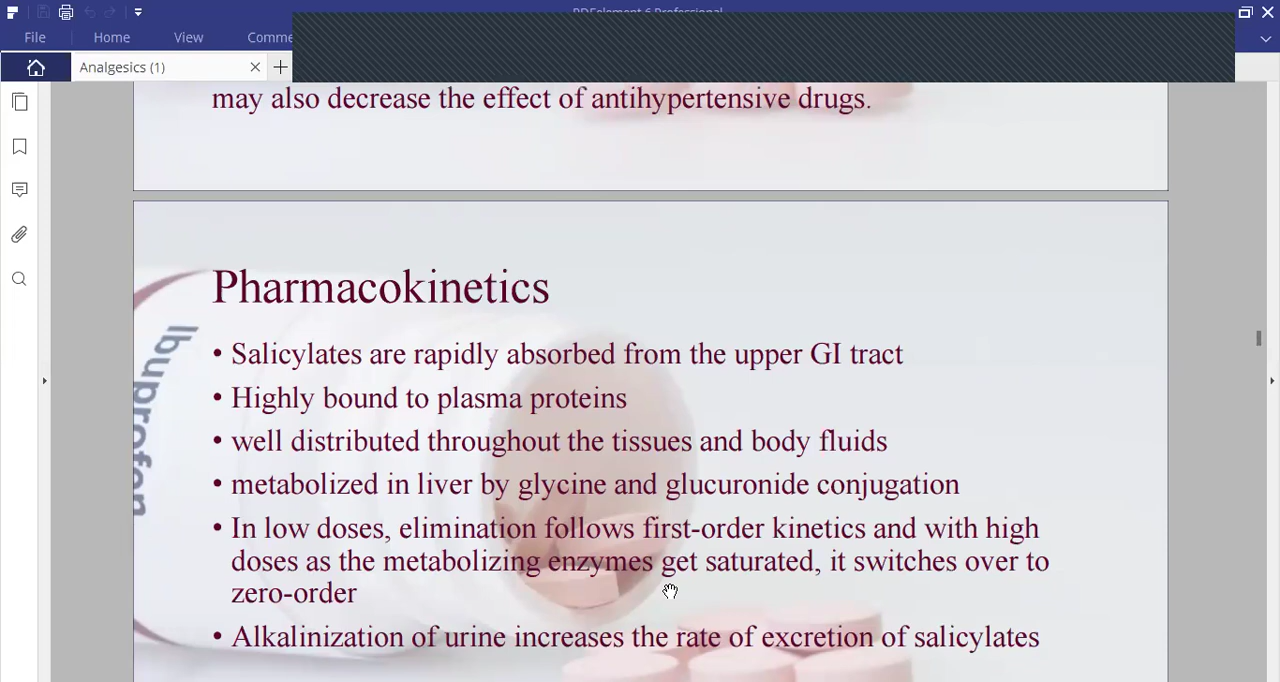 File Home View
Analgesics (1)
may also decrease the effect of antihypertensive drugs.
Pharmacokinetics
• Salicylates are rapidly absorbed from the upper GI tract
• Highly bound to plasma proteins
• well distributed throughout the tissues and body fluids
• metabolized in liver by glycine and glucuronide conjugation
• In low doses, elimination follows first-order kinetics and with high
doses as the metabolizing enzymes get saturated, it switches over to
zero-order
• Alkalinization of urine increases the rate of excretion of salicylates
Ibuprofen